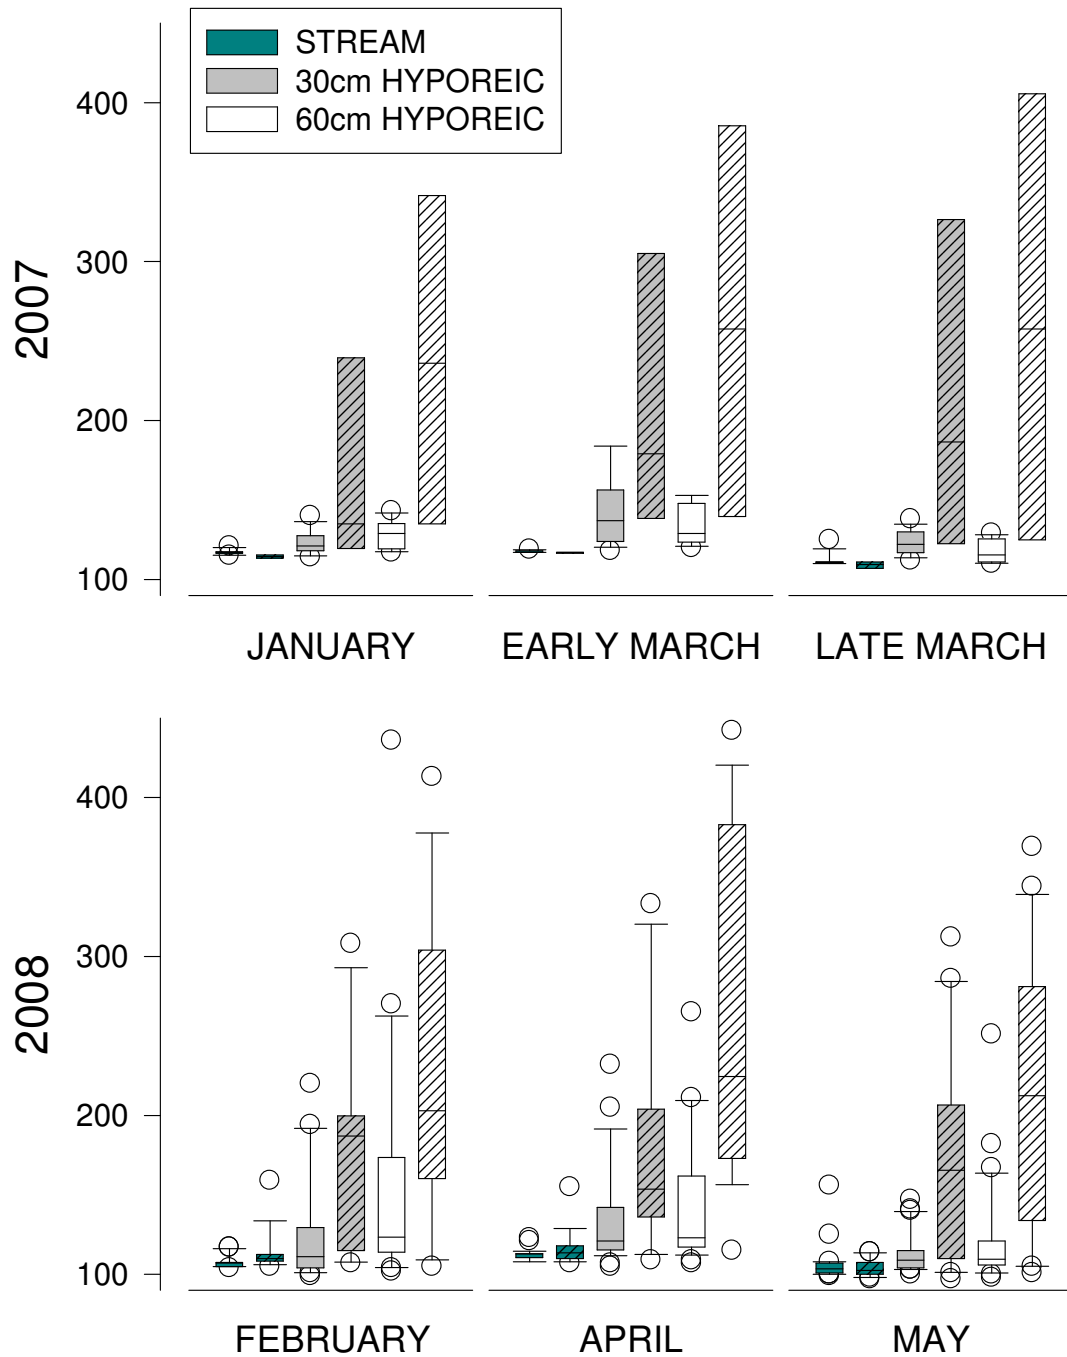 STREAM
30cm HYPOREIC
60cm HYPOREIC
2007
400
300
200
100
JANUARY EARLY MARCH LATE MARCH
2008
400
300
200
100
FEBRUARY APRIL MAY